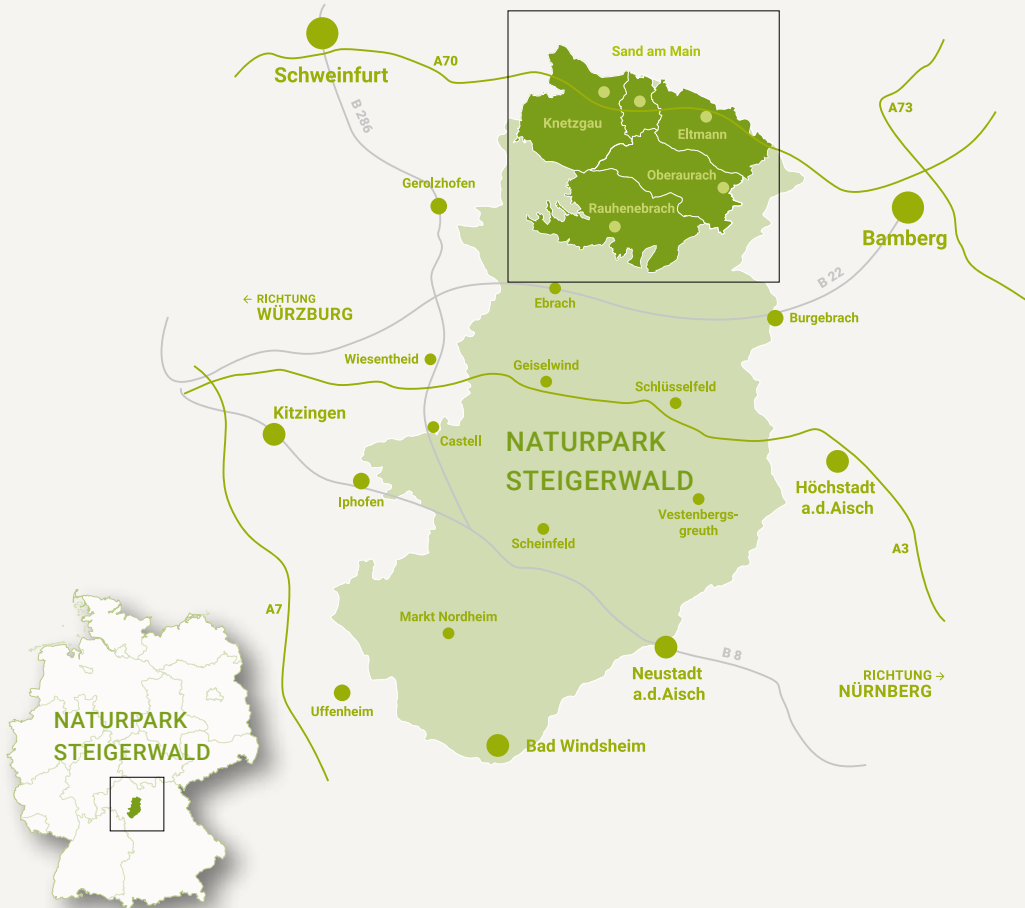 Sand am Main
A70
Schweinfurt
A73
B 286
Knetzgau
Eltmann
Oberaurach
Gerolzhofen
Rauhenebrach
Bamberg
B 22
← RICHTUNG
WÜRZBURG
Ebrach
Burgebrach
Wiesentheid
Geiselwind
Schlüsselfeld
Kitzingen
Castell
NATURPARK
STEIGERWALD
Höchstadt
a.d.Aisch
Iphofen
Vestenbergs-
greuth
Scheinfeld
A3
A7
Markt Nordheim
B 8
Neustadt
a.d.Aisch
RICHTUNG →
NÜRNBERG
Uffenheim
NATURPARK
STEIGERWALD
Bad Windsheim